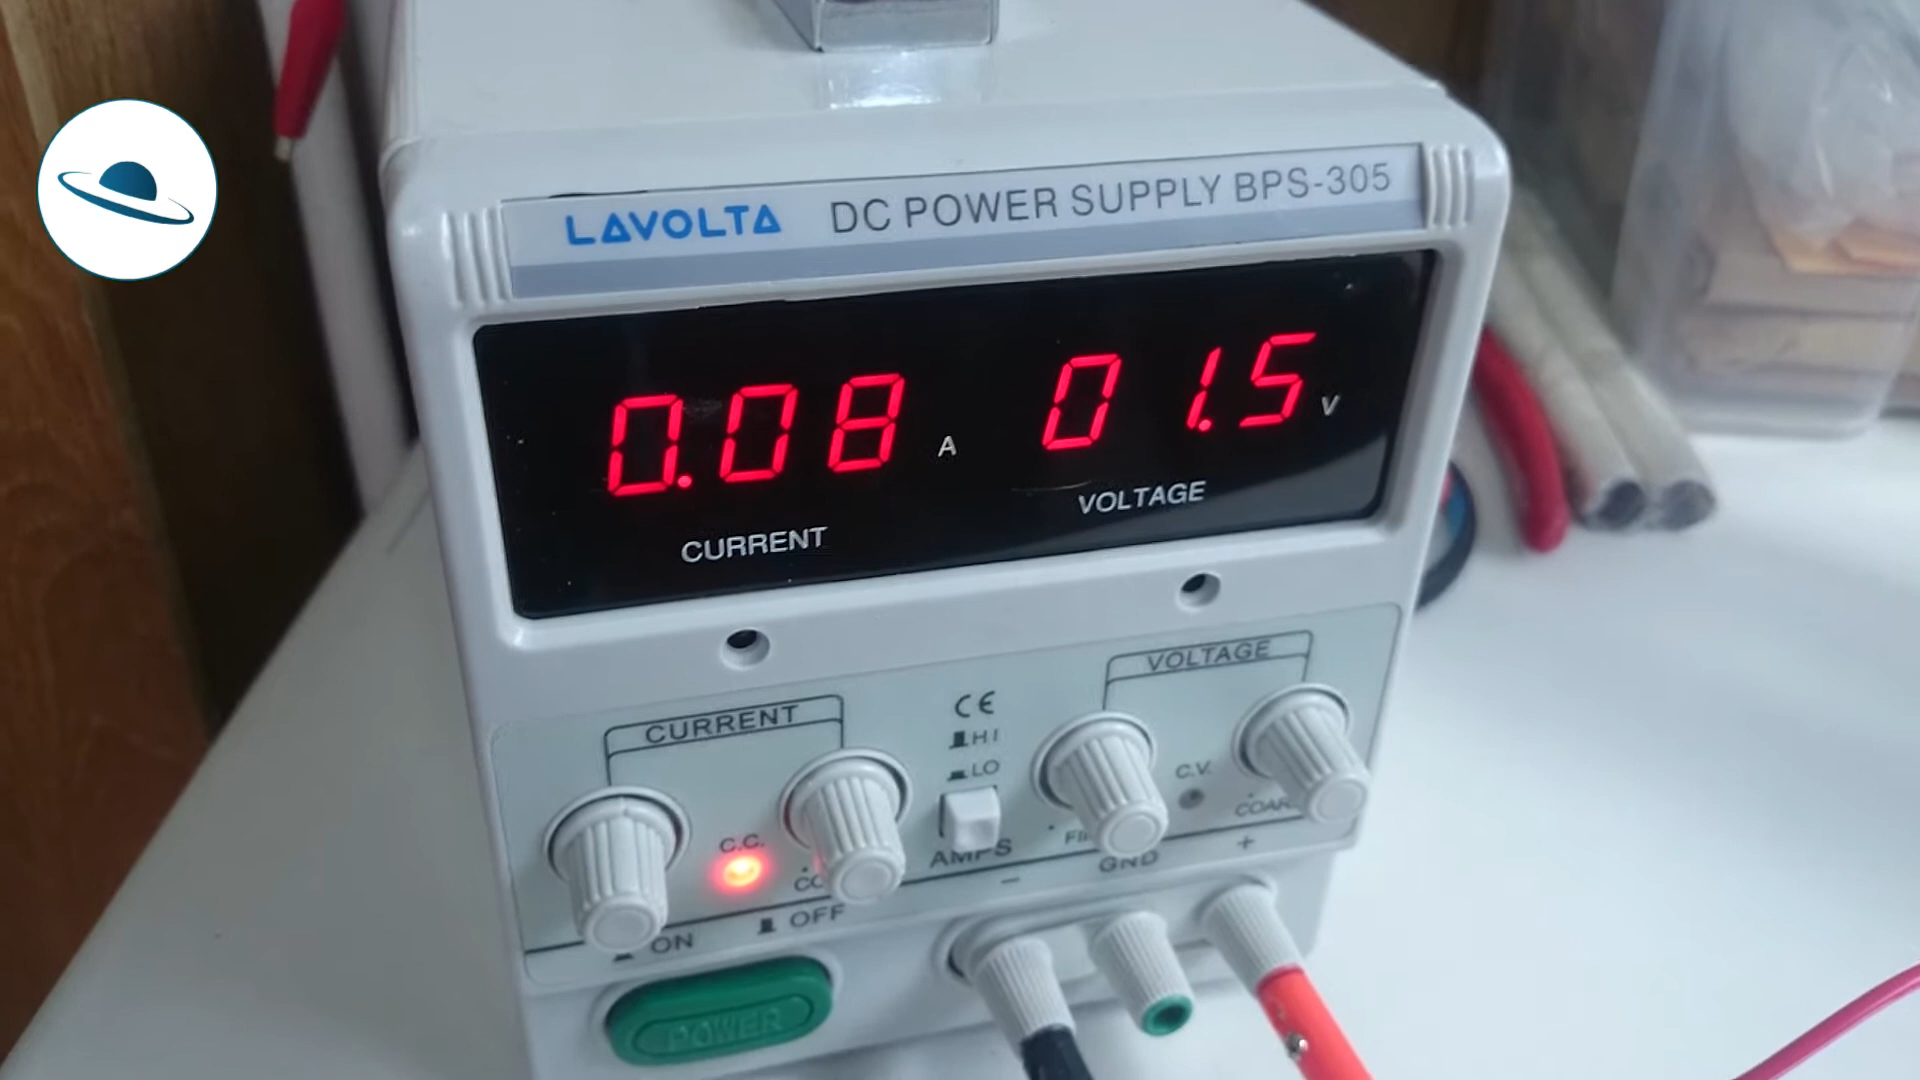 LAVOLTA DC POWER SUPPLY BPS-305
0.08 A 01.5 V
CURRENT VOLTAGE
CURRENT VOLTAGE
CE
HI
LO
C.C. C.V.
AMPS
- GND +
ON OFF
POWER